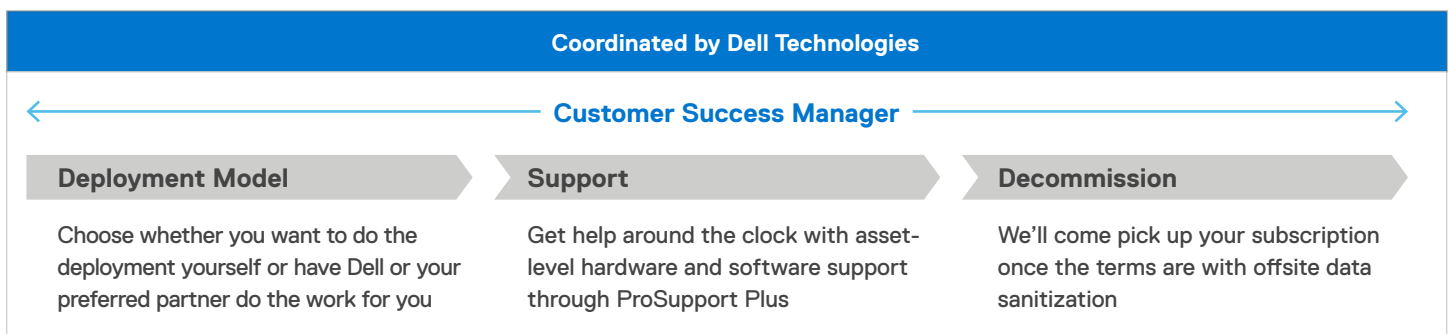 Coordinated by Dell Technologies
Customer Success Manager
Deployment Model
Choose whether you want to do the
deployment yourself or have Dell or your
preferred partner do the work for you
Support
Get help around the clock with asset-
level hardware and software support
through ProSupport Plus
Decommission
We’ll come pick up your subscription
once the terms are with offsite data
sanitization